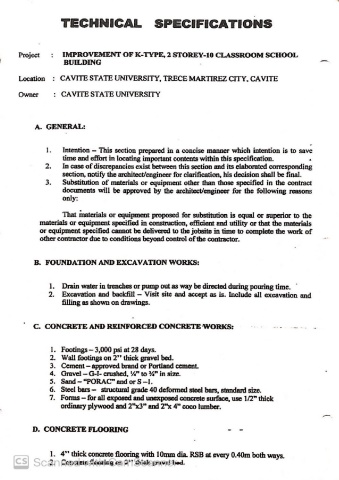 TECHNICAL SPECIFICATIONS
Project : IMPROVEMENT OF K-TYPE, 2 STOREY-10 CLASSROOM SCHOOL
BUILDING
Location : CAVITE STATE UNIVERSITY, TRECE MARTIREZ CITY, CAVITE
Owner : CAVITE STATE UNIVERSITY
A. GENERAL:
1. Intention – This section prepared in a concise manner which intention is to save
time and effort in locating important contents within this specification.
2. In case of discrepancies exist between this section and its elaborated corresponding
section, notify the architect/engineer for clarification, his decision shall be final.
3. Substitution of materials or equipment other than those specified in the contract
documents will be approved by the architect/engineer for the following reasons
only:
That materials or equipment proposed for substitution is equal or superior to the
materials or equipment specified in construction, efficient and utility or that the materials
or equipment specified cannot be delivered to the jobsite in time to complete the work of
other contractor due to conditions beyond control of the contractor.
B. FOUNDATION AND EXCAVATION WORKS:
1. Drain water in trenches or pump out as way be directed during pouring time.
2. Excavation and backfill – Visit site and accept as is. Include all excavation and
filling as shown on drawings.
C. CONCRETE AND REINFORCED CONCRETE WORKS:
1. Footings – 3,000 psi at 28 days.
2. Wall footings on 2" thick gravel bed.
3. Cement – approved brand or Portland cement.
4. Gravel – G-1- crushed, ¼" to ¾" in size.
5. Sand – "PORAC" and or S –1.
6. Steel bars – structural grade 40 deformed steel bars, standard size.
7. Forms – for all exposed and unexposed concrete surface, use 1/2" thick
ordinary plywood and 2"x3" and 2"x 4" coco lumber.
D. CONCRETE FLOORING
1. 4" thick concrete flooring with 10mm dia. RSB at every 0.40m both ways.
2. Concrete flooring on 2" thick gravel bed.
CS